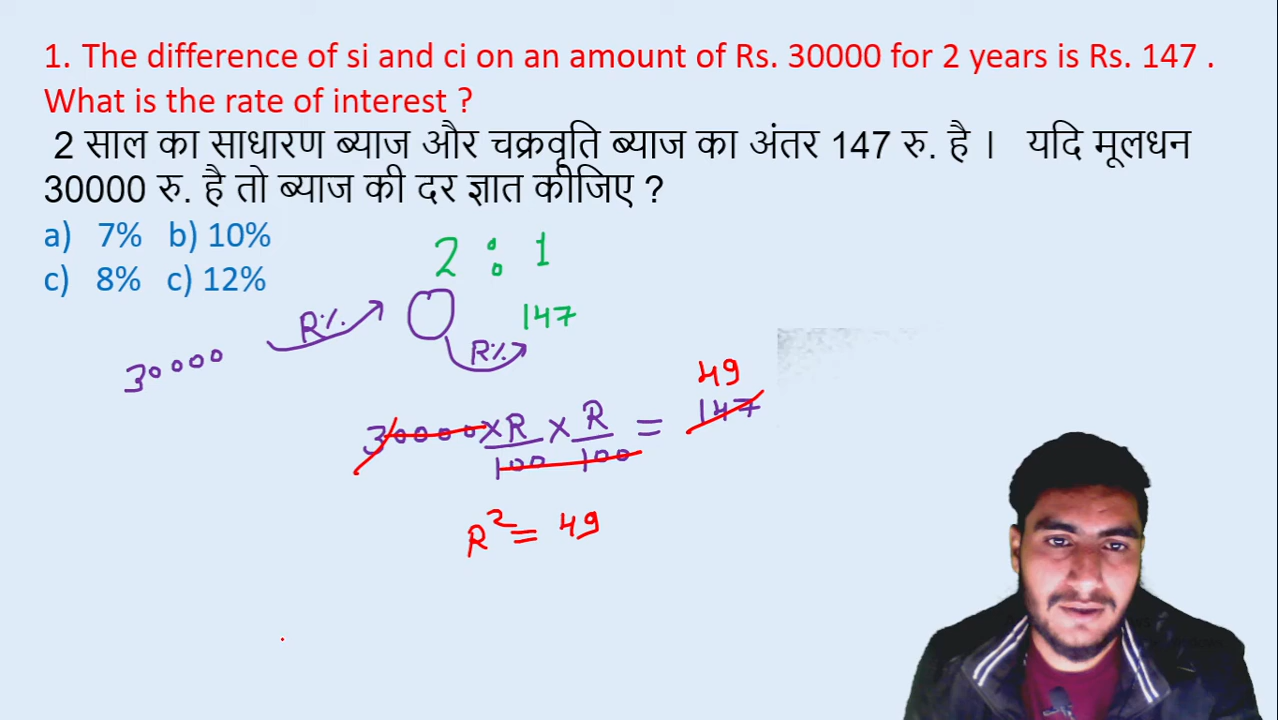 1. The difference of si and ci on an amount of Rs. 30000 for 2 years is Rs. 147 .
What is the rate of interest ?
2 साल का साधारण ब्याज और चक्रवृति ब्याज का अंतर 147 रु. है । यदि मूलधन
30000 रु. है तो ब्याज की दर ज्ञात कीजिए ?
a) 7% b) 10%
c) 8% c) 12%
2 : 1
30000 R% 147
R%
49
30000 × R/100 × R/100 = 147
R² = 49